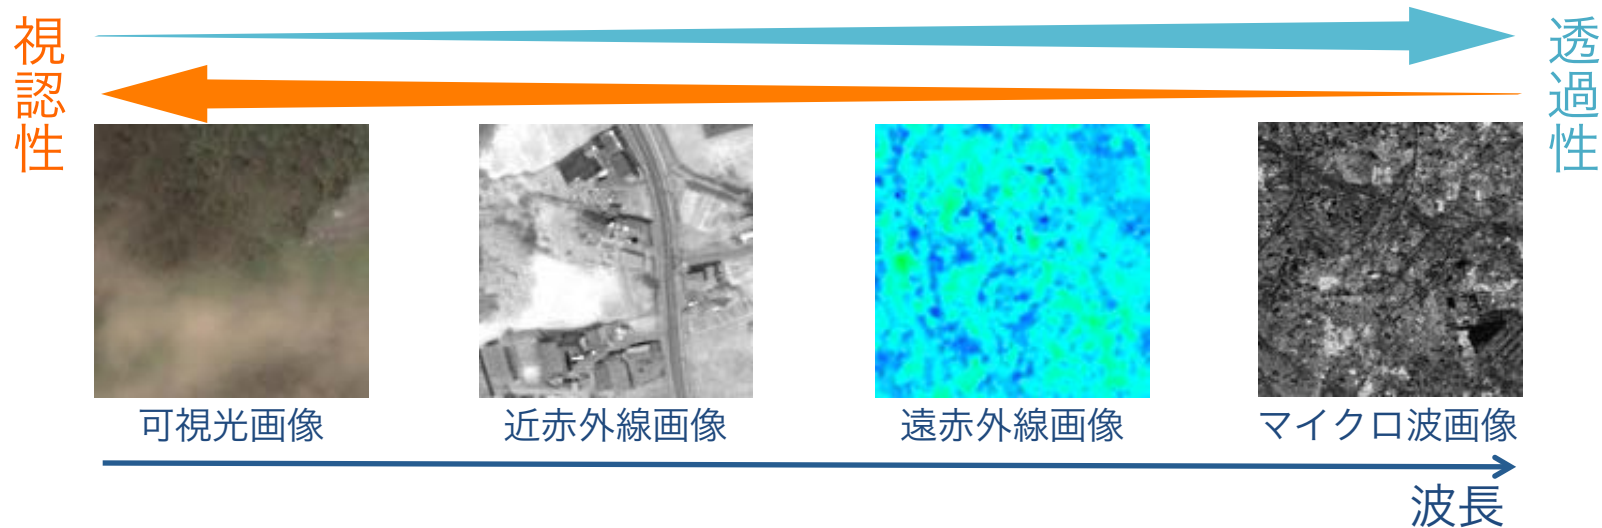 視認性
透過性
可視光画像
近赤外線画像
遠赤外線画像
マイクロ波画像
波長